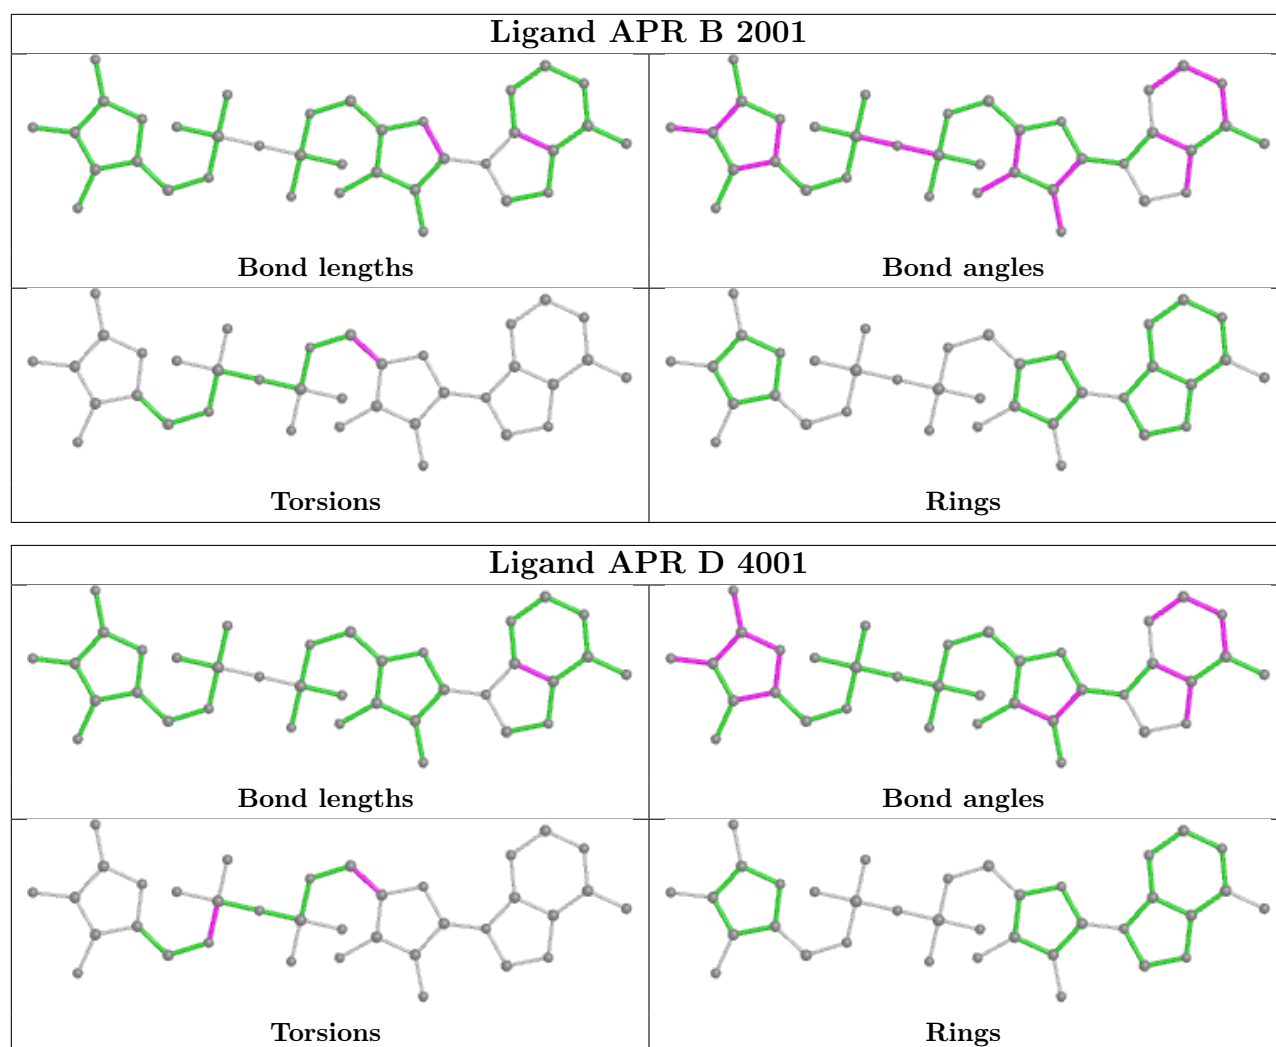 Ligand APR B 2001
Bond lengths
Bond angles
Torsions
Rings
Ligand APR D 4001
Bond lengths
Bond angles
Torsions
Rings